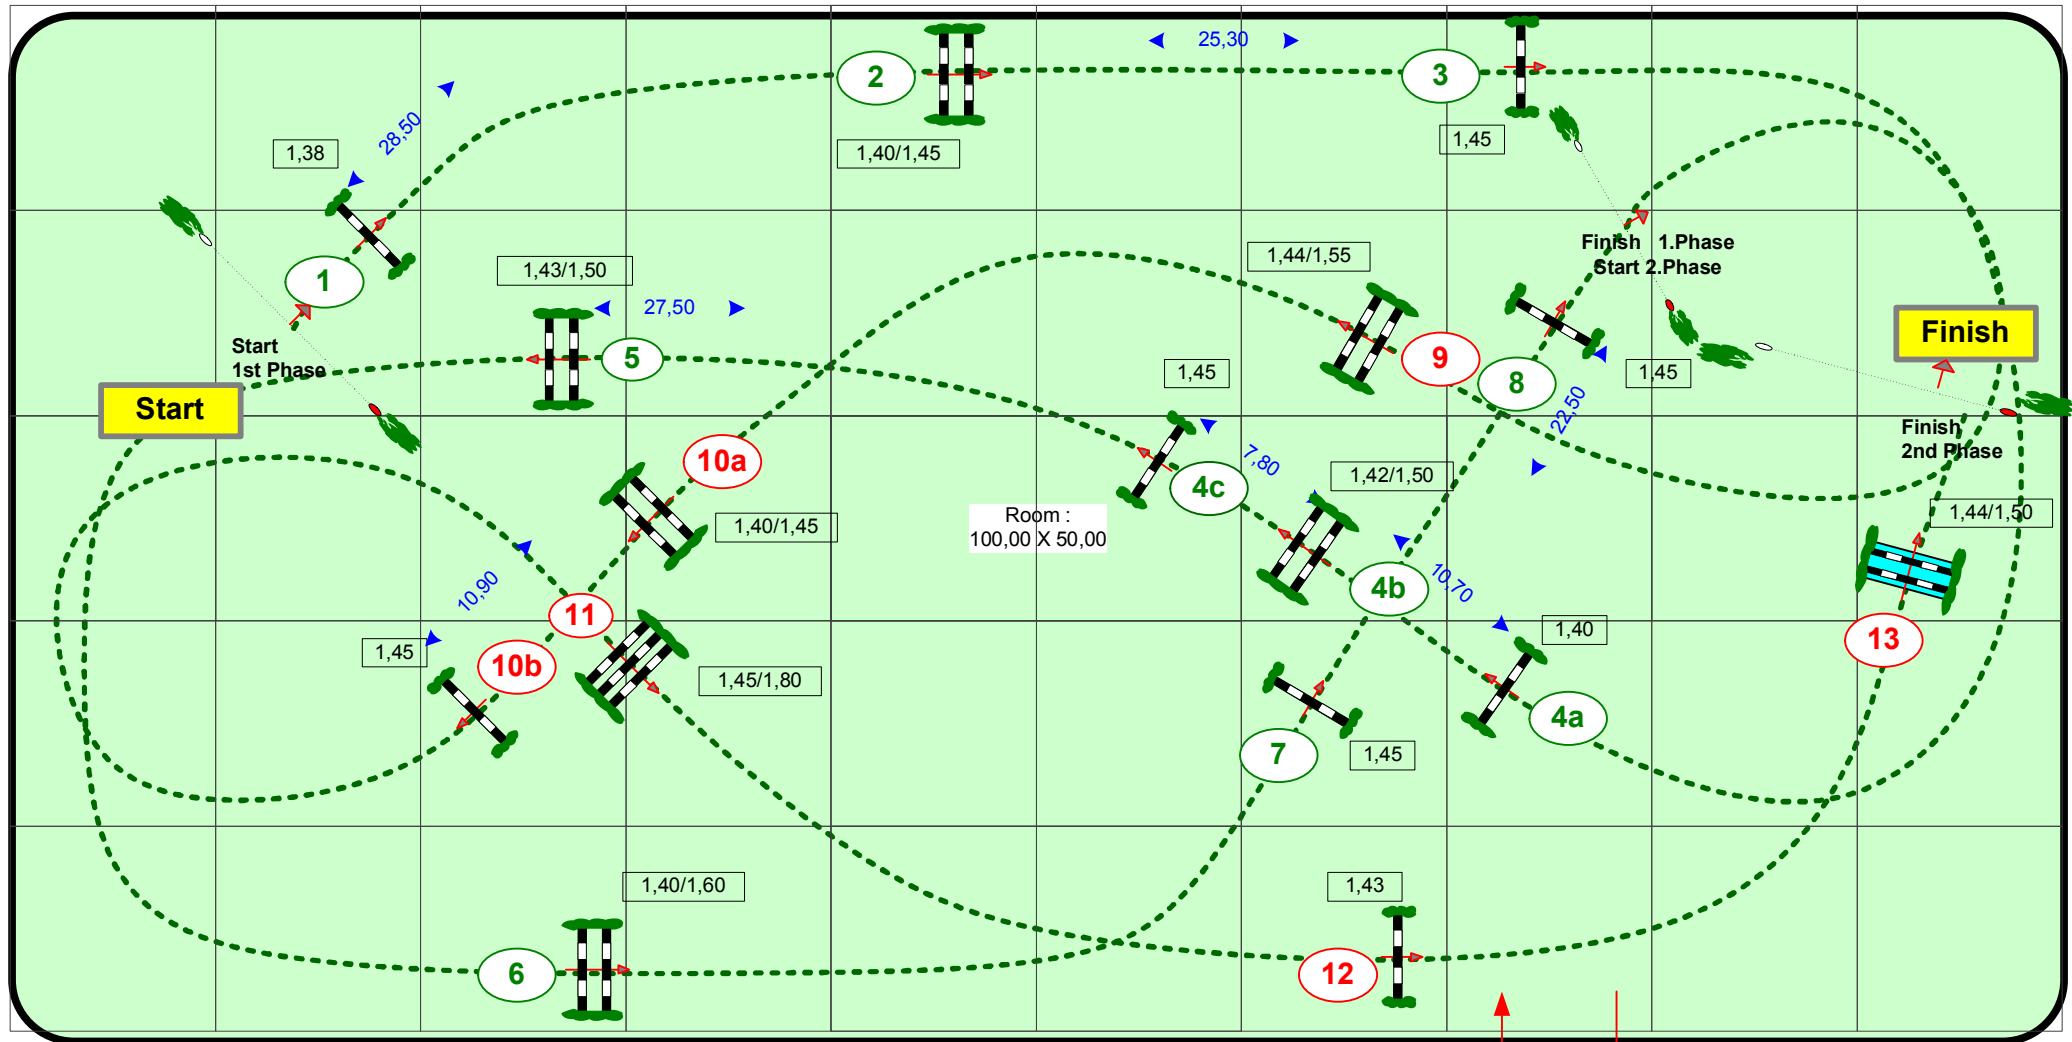 25,30
2
3
28,50
1,38
1,40/1,45
1,45
Finish 1.Phase
Start 2.Phase
1
1,43/1,50
1,44/1,55
27,50
5
9
8
1,45
1,45
Finish
Start
1st Phase
Start
22,50
Finish
2nd Phase
10a
7,80
4c
1,42/1,50
1,40/1,45
Room :
100,00 X 50,00
1,44/1,50
10,90
11
4b
10,70
1,40
13
1,45
10b
1,45/1,80
4a
7
1,45
1,40/1,60
1,43
6
12